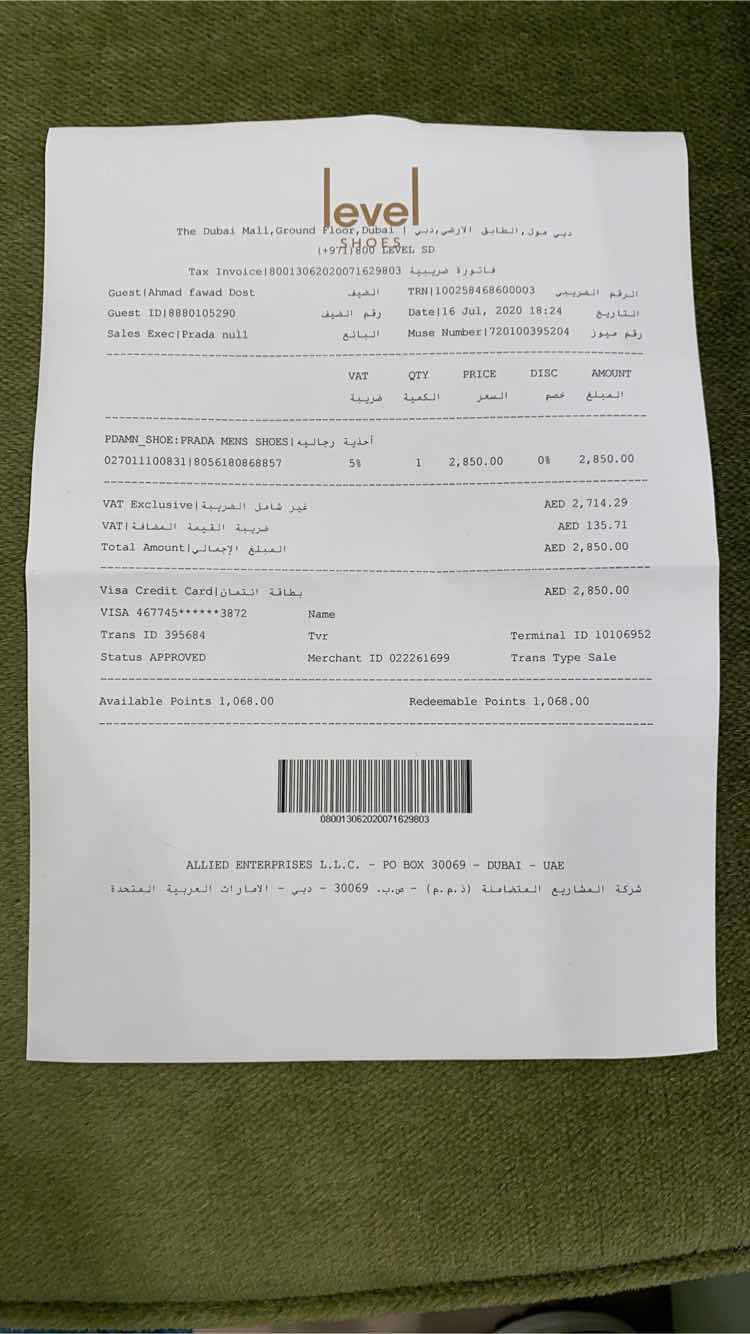 level
SHOES
The Dubai Mall,Ground Floor,Dubai | دبي مول,الطابق الارضي,دبي
(+971)800 LEVEL SD
Tax Invoice|80013062020071629803 فاتورة ضريبية
Guest|Ahmad fawad Dost الضيف TRN|100258468600003 الرقم الضريبي
Guest ID|8880105290 رقم الضيف Date|16 Jul, 2020 18:24 التاريخ
Sales Exec|Prada null البائع Muse Number|720100395204 رقم ميوز
VAT QTY PRICE DISC AMOUNT
ضريبة الكمية السعر خصم المبلغ
PDAMN_SHOE:PRADA MENS SHOES|أحذية رجاليه
027011100831|8056180868857 5% 1 2,850.00 0% 2,850.00
VAT Exclusive|غير شامل الضريبة AED 2,714.29
VAT|ضريبة القيمة المضافة AED 135.71
Total Amount|المبلغ الإجمالي AED 2,850.00
Visa Credit Card|بطاقة ائتمان AED 2,850.00
VISA 467745******3872 Name
Trans ID 395684 Tvr Terminal ID 10106952
Status APPROVED Merchant ID 022261699 Trans Type Sale
Available Points 1,068.00 Redeemable Points 1,068.00
080013062020071629803
ALLIED ENTERPRISES L.L.C. - PO BOX 30069 - DUBAI - UAE
شركة المشاريع المتضامنة (ذ.م.م) - ص.ب. 30069 - دبي - الامارات العربية المتحدة